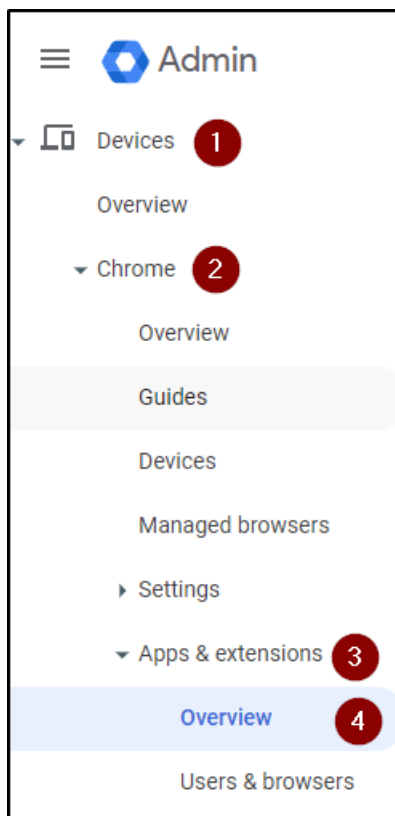 Admin
Devices 1
Overview
Chrome 2
Overview
Guides
Devices
Managed browsers
Settings
Apps & extensions 3
Overview 4
Users & browsers